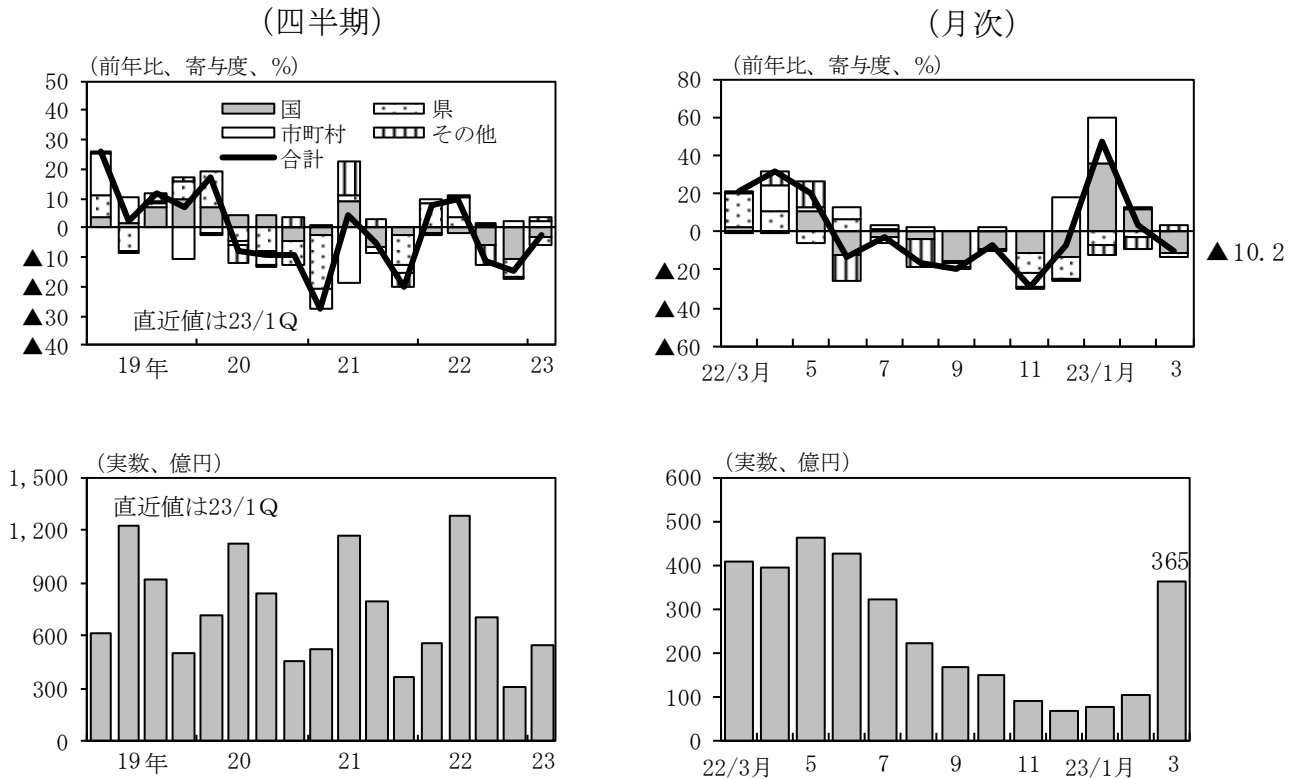 (四半期)
(前年比、寄与度、%)
50
40
30
20
10
0
▲10
▲20
▲30
▲40
国
県
市町村
その他
合計
直近値は23/1Q
19年
20
21
22
23
(月次)
(前年比、寄与度、%)
80
60
40
20
0
▲20
▲40
▲60
▲10.2
22/3月
5
7
9
11
23/1月
3
(実数、億円)
1,500
1,200
900
600
300
0
直近値は23/1Q
19年
20
21
22
23
(実数、億円)
600
500
400
300
200
100
0
365
22/3月
5
7
9
11
23/1月
3